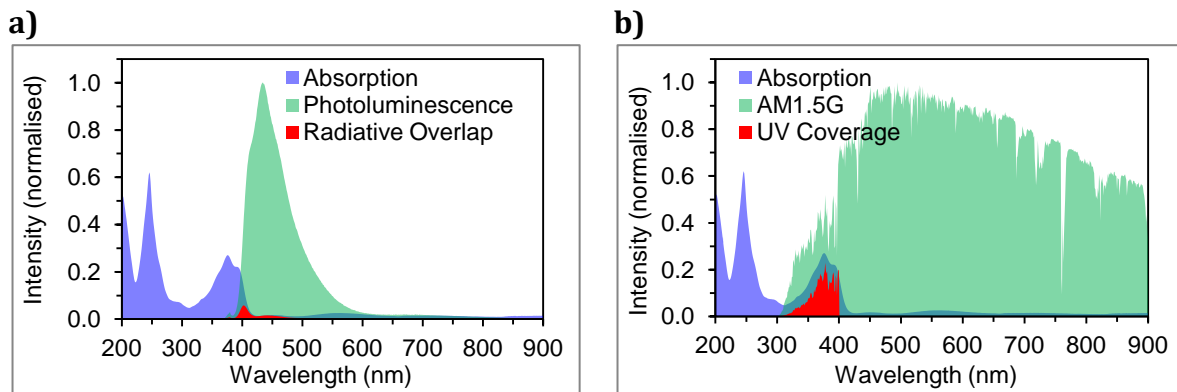 a)
Intensity (normalised)
1.0
0.8
0.6
0.4
0.2
0.0
Absorption
Photoluminescence
Radiative Overlap
200 300 400 500 600 700 800 900
Wavelength (nm)
b)
Intensity (normalised)
1.0
0.8
0.6
0.4
0.2
0.0
Absorption
AM1.5G
UV Coverage
200 300 400 500 600 700 800 900
Wavelength (nm)